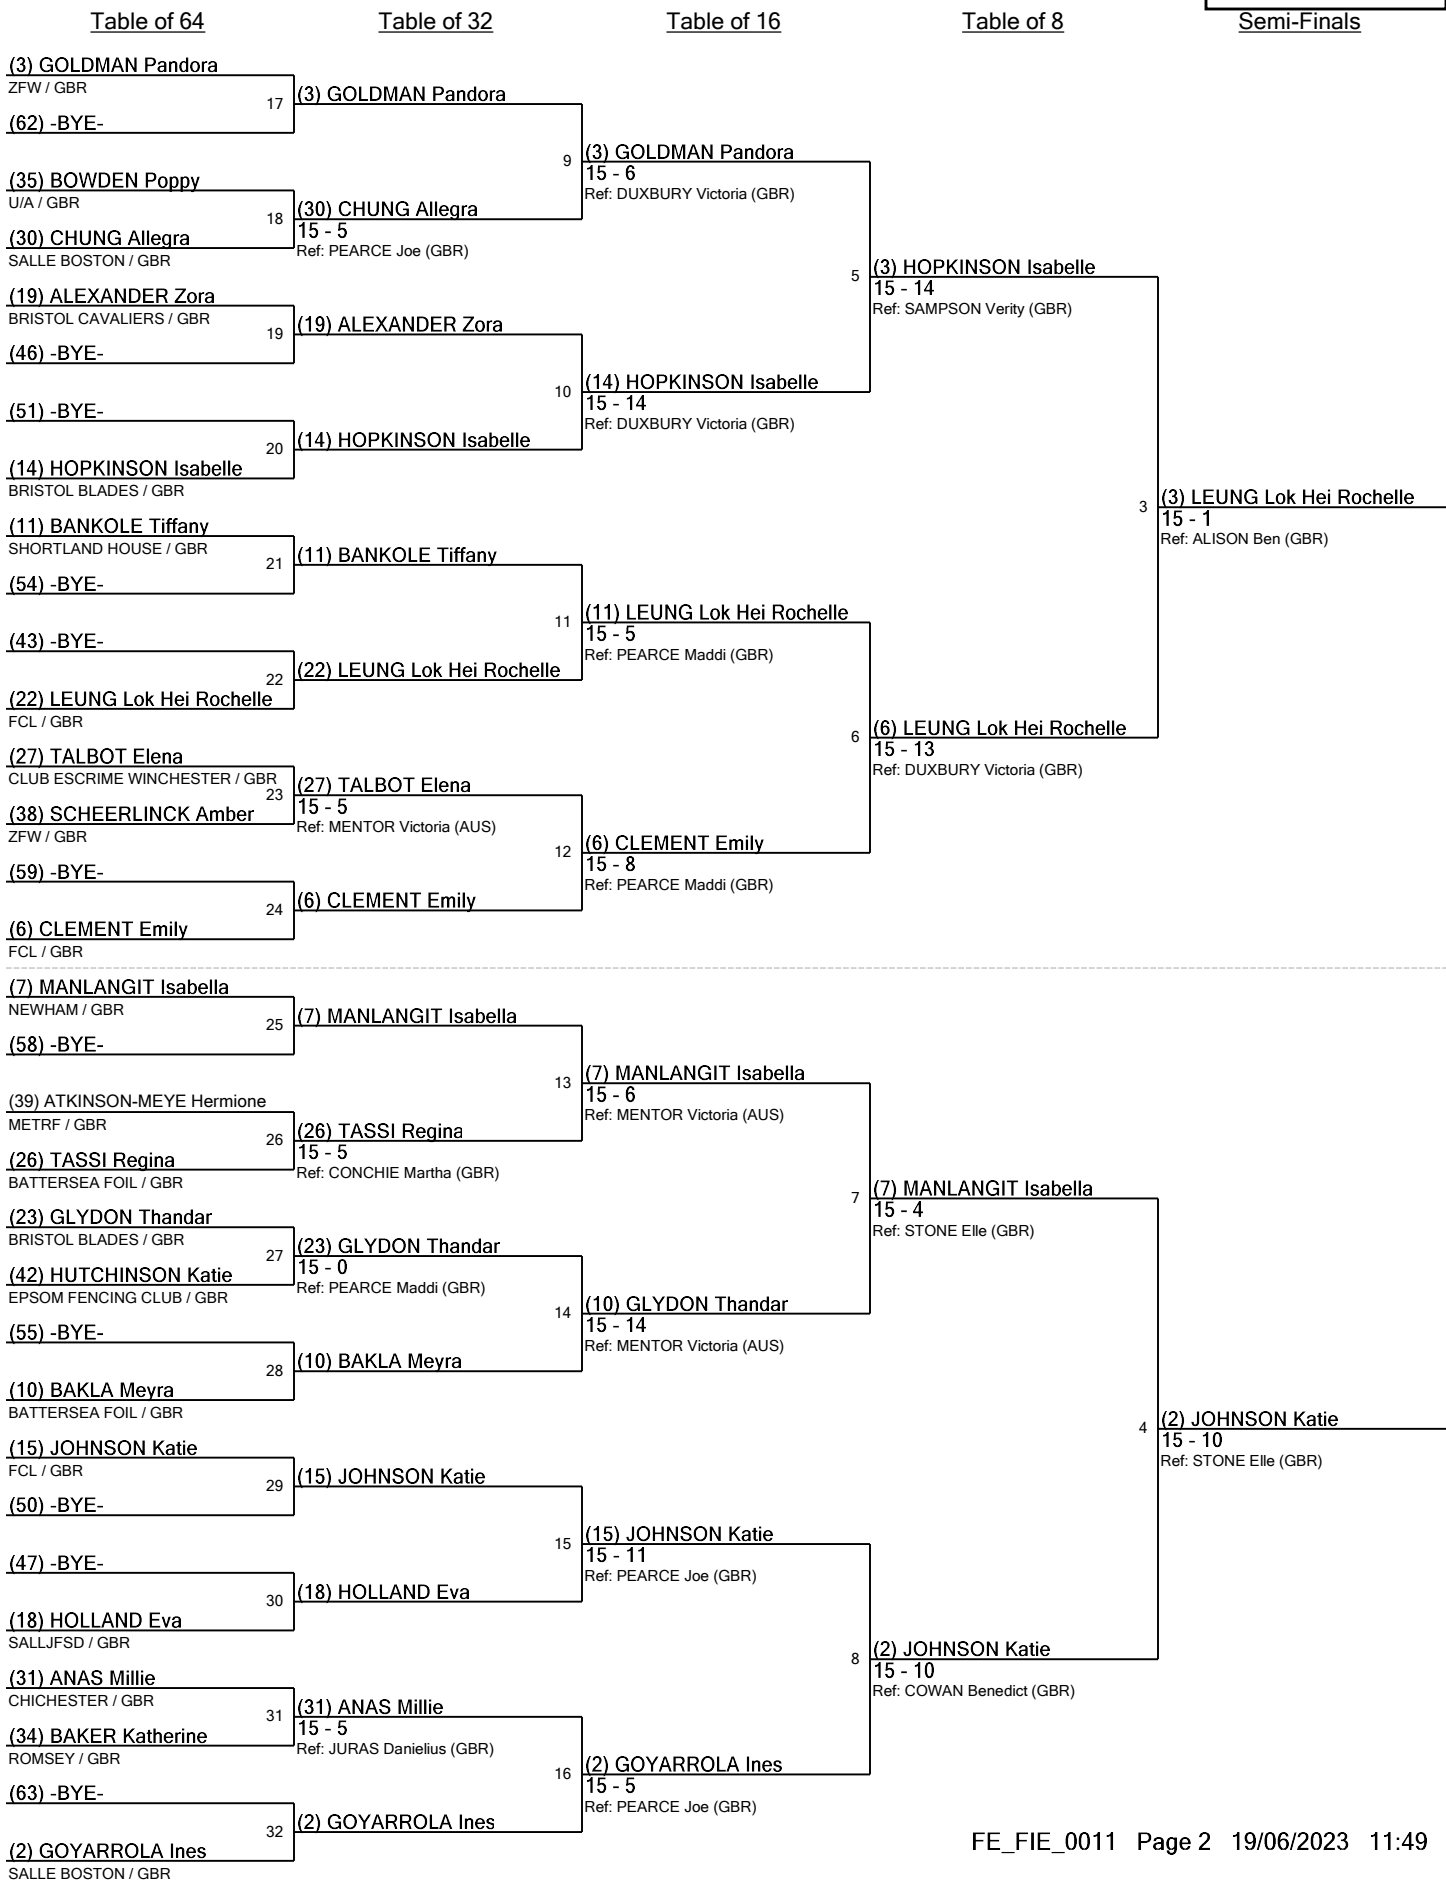 Table of 64
Table of 32
Table of 16
Table of 8
Semi-Finals
(3) GOLDMAN Pandora
ZFW / GBR
17
(62) -BYE-
(35) BOWDEN Poppy
U/A / GBR
18
(30) CHUNG Allegra
SALLE BOSTON / GBR
(19) ALEXANDER Zora
BRISTOL CAVALIERS / GBR
19
(46) -BYE-
(51) -BYE-
20
(14) HOPKINSON Isabelle
BRISTOL BLADES / GBR
(11) BANKOLE Tiffany
SHORTLAND HOUSE / GBR
21
(54) -BYE-
(43) -BYE-
22
(22) LEUNG Lok Hei Rochelle
FCL / GBR
(27) TALBOT Elena
CLUB ESCRIME WINCHESTER / GBR
23
(38) SCHEERLINCK Amber
ZFW / GBR
(59) -BYE-
24
(6) CLEMENT Emily
FCL / GBR
(7) MANLANGIT Isabella
NEWHAM / GBR
25
(58) -BYE-
(39) ATKINSON-MEYE Hermione
METRF / GBR
26
(26) TASSI Regina
BATTERSEA FOIL / GBR
(23) GLYDON Thandar
BRISTOL BLADES / GBR
27
(42) HUTCHINSON Katie
EPSOM FENCING CLUB / GBR
(55) -BYE-
28
(10) BAKLA Meyra
BATTERSEA FOIL / GBR
(15) JOHNSON Katie
FCL / GBR
29
(50) -BYE-
(47) -BYE-
30
(18) HOLLAND Eva
SALLJFSD / GBR
(31) ANAS Millie
CHICHESTER / GBR
31
(34) BAKER Katherine
ROMSEY / GBR
(63) -BYE-
32
(2) GOYARROLA Ines
SALLE BOSTON / GBR
(3) GOLDMAN Pandora
9
(30) CHUNG Allegra
15 - 5
Ref: PEARCE Joe (GBR)
(19) ALEXANDER Zora
10
(14) HOPKINSON Isabelle
(11) BANKOLE Tiffany
11
(22) LEUNG Lok Hei Rochelle
(27) TALBOT Elena
15 - 5
Ref: MENTOR Victoria (AUS)
12
(6) CLEMENT Emily
(7) MANLANGIT Isabella
13
(26) TASSI Regina
15 - 5
Ref: CONCHIE Martha (GBR)
(23) GLYDON Thandar
15 - 0
Ref: PEARCE Maddi (GBR)
14
(10) BAKLA Meyra
(15) JOHNSON Katie
15
(18) HOLLAND Eva
(31) ANAS Millie
15 - 5
Ref: JURAS Danielius (GBR)
16
(2) GOYARROLA Ines
(3) GOLDMAN Pandora
15 - 6
Ref: DUXBURY Victoria (GBR)
5
(14) HOPKINSON Isabelle
15 - 14
Ref: DUXBURY Victoria (GBR)
(11) LEUNG Lok Hei Rochelle
15 - 5
Ref: PEARCE Maddi (GBR)
6
(6) CLEMENT Emily
15 - 8
Ref: PEARCE Maddi (GBR)
(7) MANLANGIT Isabella
15 - 6
Ref: MENTOR Victoria (AUS)
7
(10) GLYDON Thandar
15 - 14
Ref: MENTOR Victoria (AUS)
(15) JOHNSON Katie
15 - 11
Ref: PEARCE Joe (GBR)
8
(2) GOYARROLA Ines
15 - 5
Ref: PEARCE Joe (GBR)
(3) HOPKINSON Isabelle
15 - 14
Ref: SAMPSON Verity (GBR)
3
(6) LEUNG Lok Hei Rochelle
15 - 13
Ref: DUXBURY Victoria (GBR)
(7) MANLANGIT Isabella
15 - 4
Ref: STONE Elle (GBR)
4
(2) JOHNSON Katie
15 - 10
Ref: COWAN Benedict (GBR)
(3) LEUNG Lok Hei Rochelle
15 - 1
Ref: ALISON Ben (GBR)
(2) JOHNSON Katie
15 - 10
Ref: STONE Elle (GBR)
FE_FIE_0011 Page 2 19/06/2023 11:49